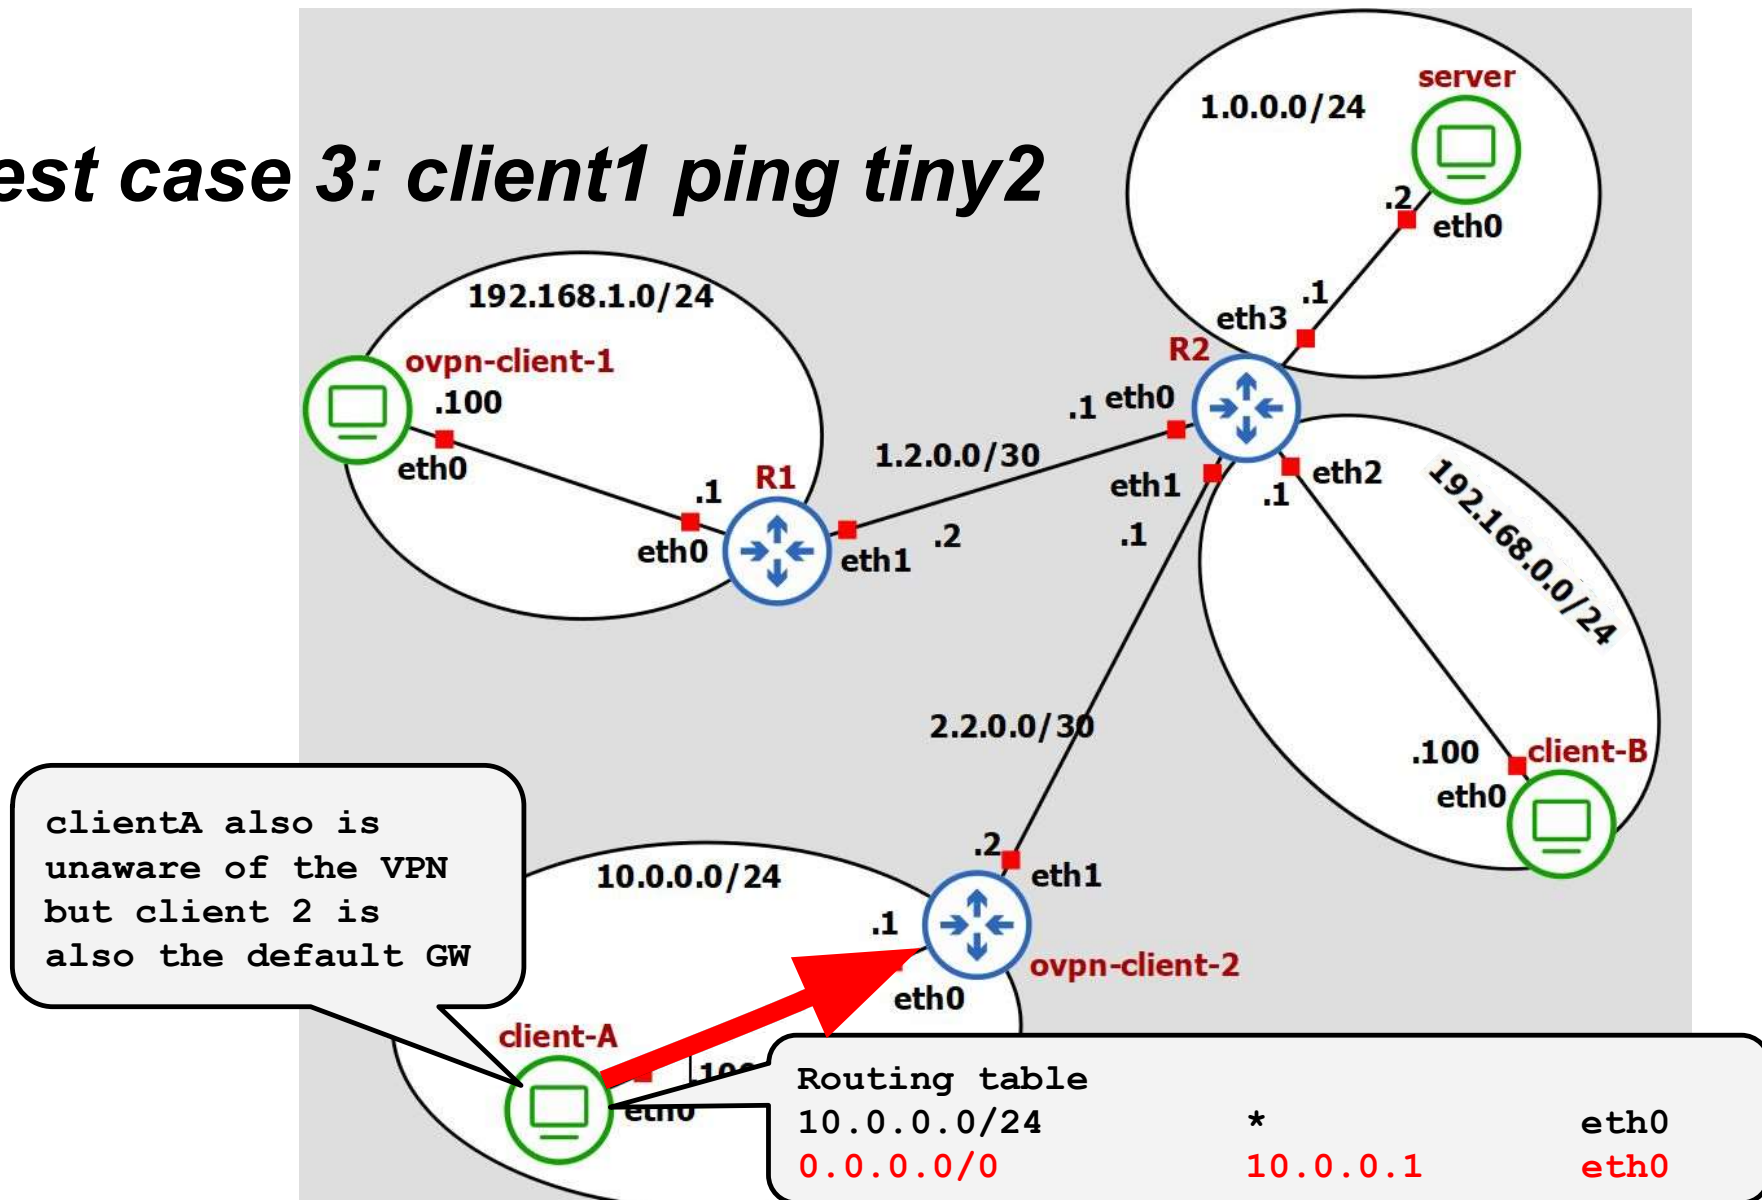 est case 3: client1 ping tiny2
server
1.0.0.0/24
.2
eth0
.1
eth3
R2
192.168.1.0/24
ovpn-client-1
.100
eth0
.1
eth0
R1
eth1
.2
1.2.0.0/30
.1
eth0
eth1
.1
eth2
.1
192.168.0.0/24
2.2.0.0/30
.100
client-B
eth0
clientA also is
unaware of the VPN
but client 2 is
also the default GW
10.0.0.0/24
.2
eth1
.1
ovpn-client-2
eth0
client-A
.100
eth0
Routing table
10.0.0.0/24 * eth0
0.0.0.0/0 10.0.0.1 eth0